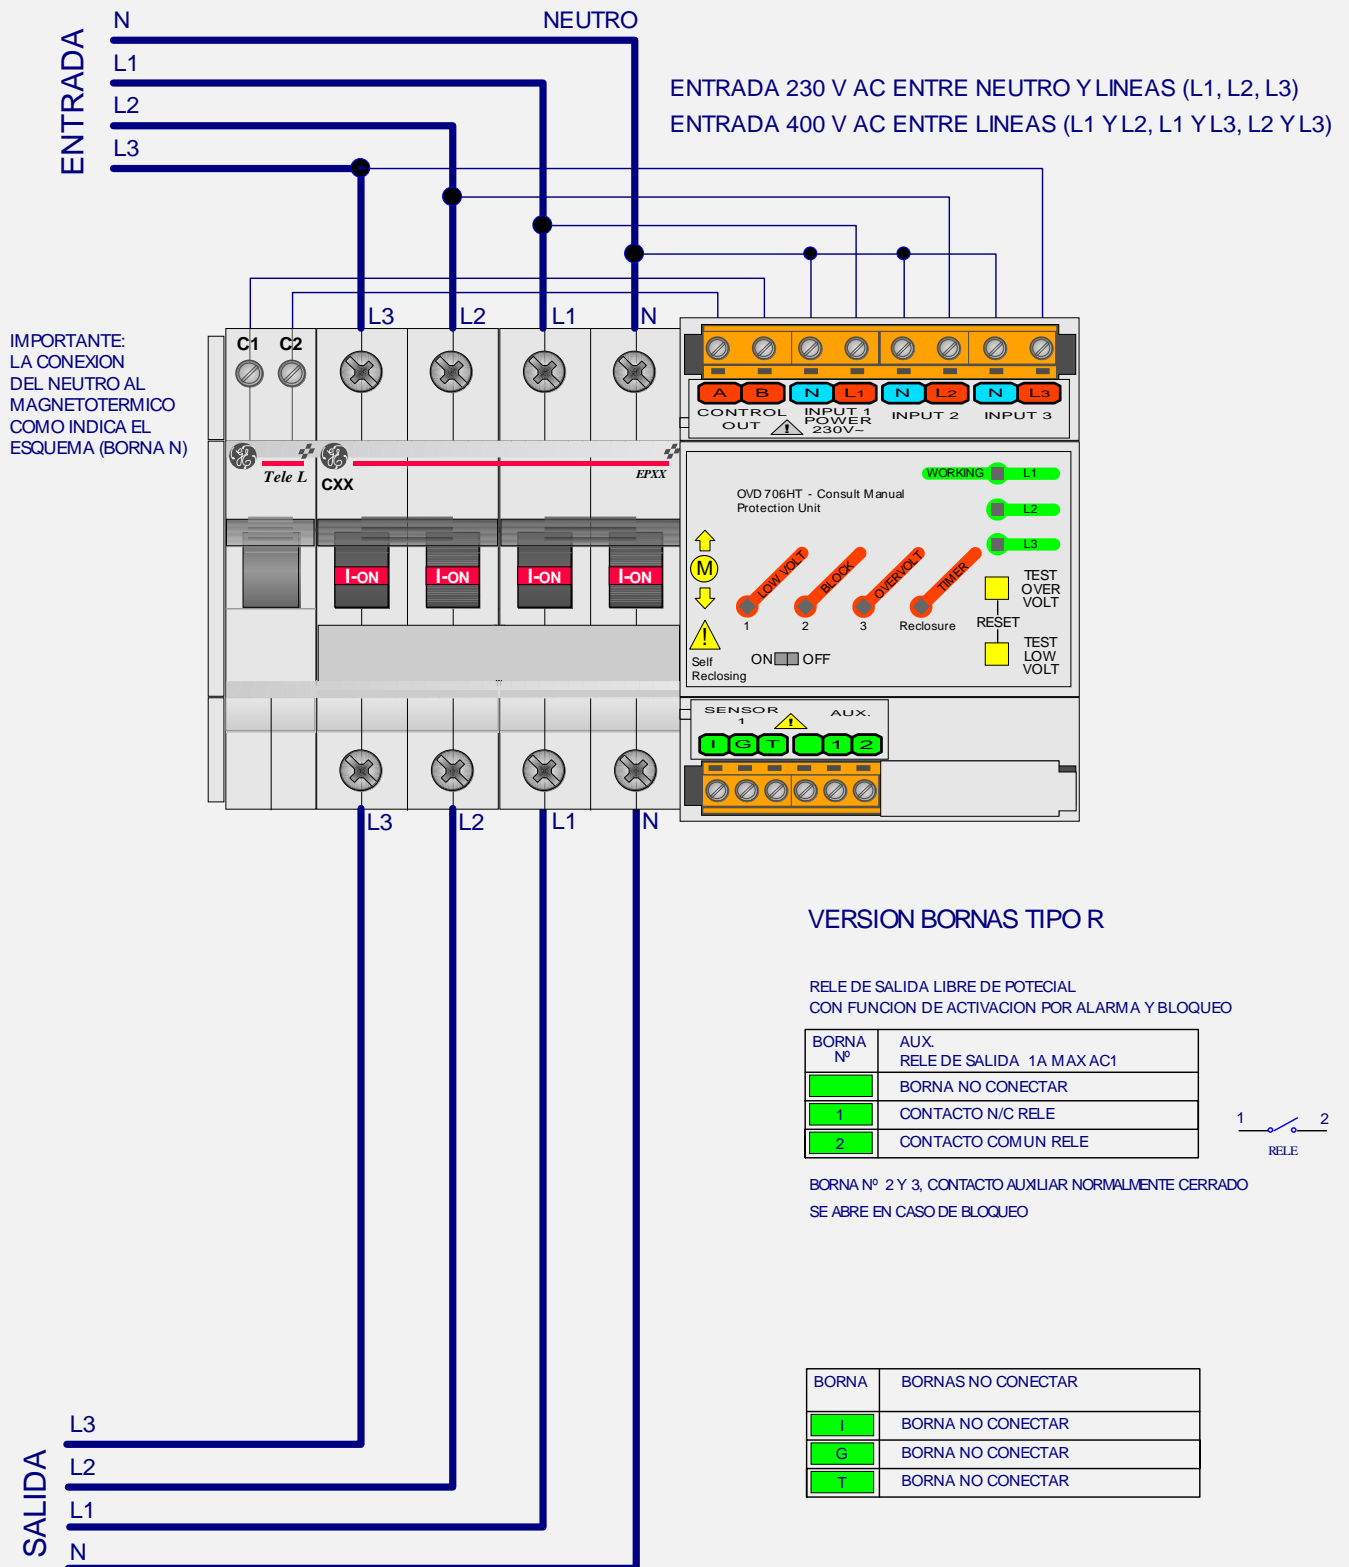 N
NEUTRO
L1
L2
L3
ENTRADA
ENTRADA 230 V AC ENTRE NEUTRO Y LINEAS (L1, L2, L3)
ENTRADA 400 V AC ENTRE LINEAS (L1 Y L2, L1 Y L3, L2 Y L3)
L3
L2
L1
N
IMPORTANTE:
LA CONEXION
DEL NEUTRO AL
MAGNETOTERMICO
COMO INDICA EL
ESQUEMA (BORNA N)
C1
C2
A
B
N
L1
N
L2
N
L3
CONTROL
OUT
INPUT 1
POWER
230V~
INPUT 2
INPUT 3
Tele L
CXX
EPXX
WORKING
L1
L2
L3
OVD 706HT - Consult Manual
Protection Unit
M
LOW VOLT
BLOCK
OVERVOLT
TIMER
1
2
3
Reclosure
TEST
OVER
VOLT
RESET
TEST
LOW
VOLT
I-ON
I-ON
I-ON
I-ON
Self
Reclosing
ON
OFF
SENSOR
1
AUX.
I
G
T
1
2
L3
L2
L1
N
VERSION BORNAS TIPO R
RELE DE SALIDA LIBRE DE POTECIAL
CON FUNCION DE ACTIVACION POR ALARMA Y BLOQUEO
BORNA
Nº
AUX.
RELE DE SALIDA 1A MAX AC1
BORNA NO CONECTAR
1
CONTACTO N/C RELE
2
CONTACTO COMUN RELE
1
2
RELE
BORNA Nº 2 Y 3, CONTACTO AUXILIAR NORMALMENTE CERRADO
SE ABRE EN CASO DE BLOQUEO
BORNA
BORNAS NO CONECTAR
I
BORNA NO CONECTAR
G
BORNA NO CONECTAR
T
BORNA NO CONECTAR
SALIDA
L3
L2
L1
N